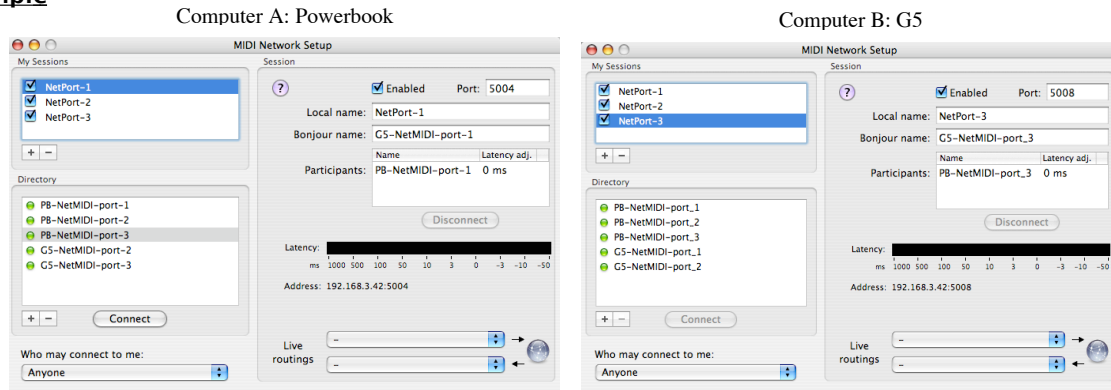 Computer A: Powerbook
MIDI Network Setup
My Sessions
NetPort-1
NetPort-2
NetPort-3
+ -
Directory
PB-NetMIDI-port-1
PB-NetMIDI-port-2
PB-NetMIDI-port-3
G5-NetMIDI-port-2
G5-NetMIDI-port-3
+ -
Connect
Who may connect to me:
Anyone
Session
?
Enabled Port: 5004
Local name: NetPort-1
Bonjour name: G5-NetMIDI-port-1
Name Latency adj.
Participants: PB-NetMIDI-port-1 0 ms
Disconnect
Latency:
ms 1000 500 100 50 10 3 0 -3 -10 -50
Address: 192.168.3.42:5004
Live routings
-
-
Computer B: G5
MIDI Network Setup
My Sessions
NetPort-1
NetPort-2
NetPort-3
+ -
Directory
PB-NetMIDI-port_1
PB-NetMIDI-port_2
PB-NetMIDI-port_3
G5-NetMIDI-port_1
G5-NetMIDI-port_2
+ -
Connect
Who may connect to me:
Anyone
Session
?
Enabled Port: 5008
Local name: NetPort-3
Bonjour name: G5-NetMIDI-port_3
Name Latency adj.
Participants: PB-NetMIDI-port_3 0 ms
Disconnect
Latency:
ms 1000 500 100 50 10 3 0 -3 -10 -50
Address: 192.168.3.42:5008
Live routings
-
-